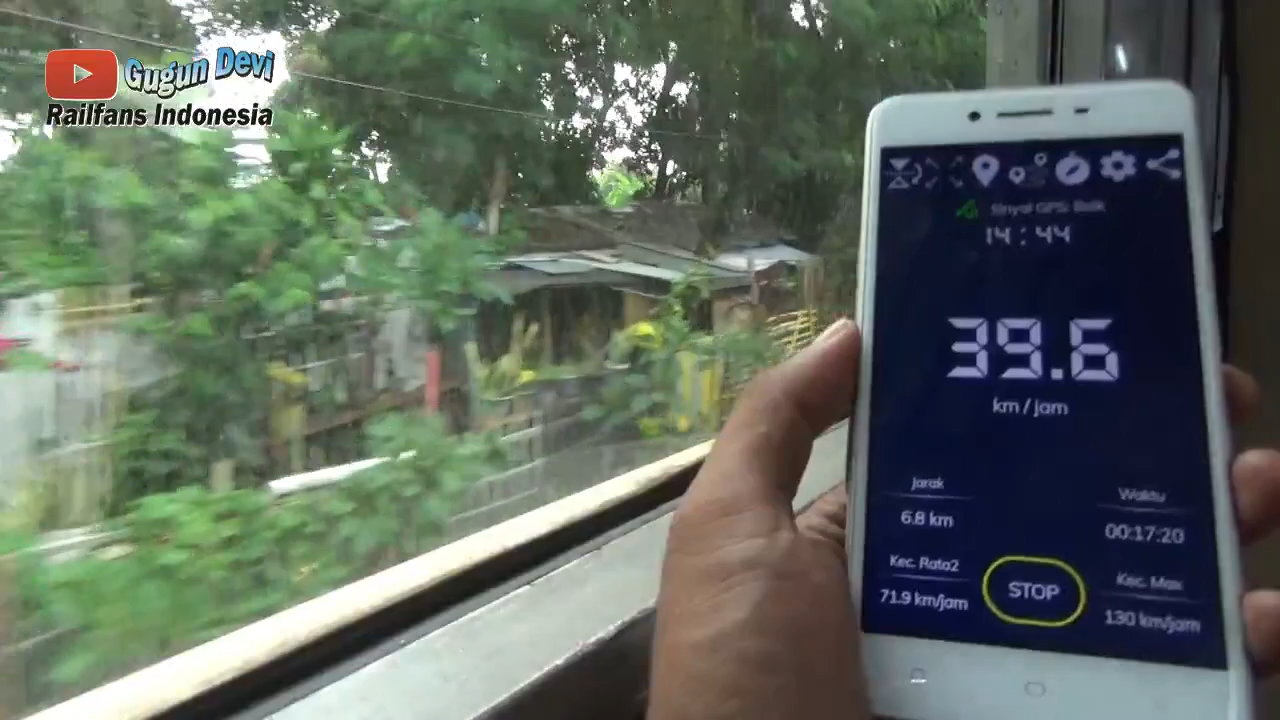 Gugun Devi
Railfans Indonesia
Sinyal GPS: Baik
14 : 44
39.6
km / jam
Jarak
6.8 km
Waktu
00:17:20
Kec. Rata2
71.9 km/jam
STOP
Kec. Max
130 km/jam